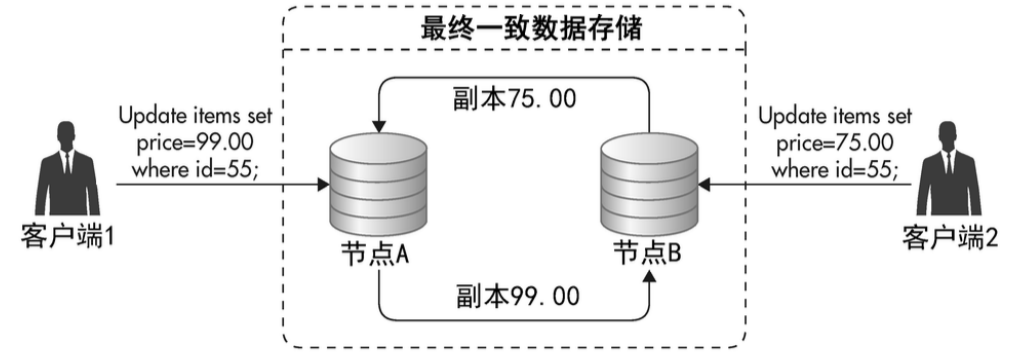 最终一致数据存储
副本75.00
Update items set
price=99.00
where id=55;
Update items set
price=75.00
where id=55;
客户端1
节点A
节点B
客户端2
副本99.00